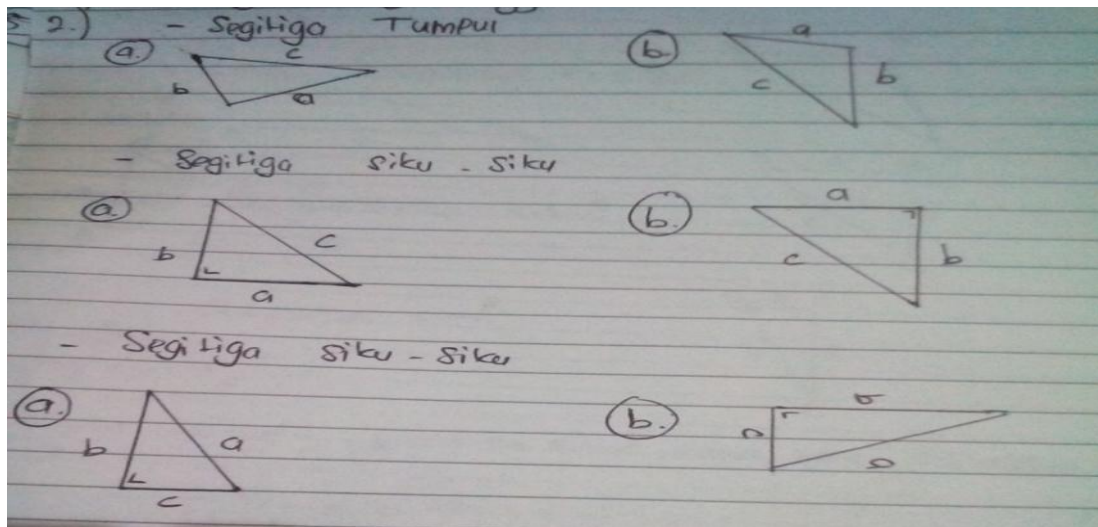 2.) - Segitiga Tumpul
a. b c a
b. a b c
- Segitiga siku - siku
a b c a
b. a c b
- Segitiga siku - siku
a. b a c
b.